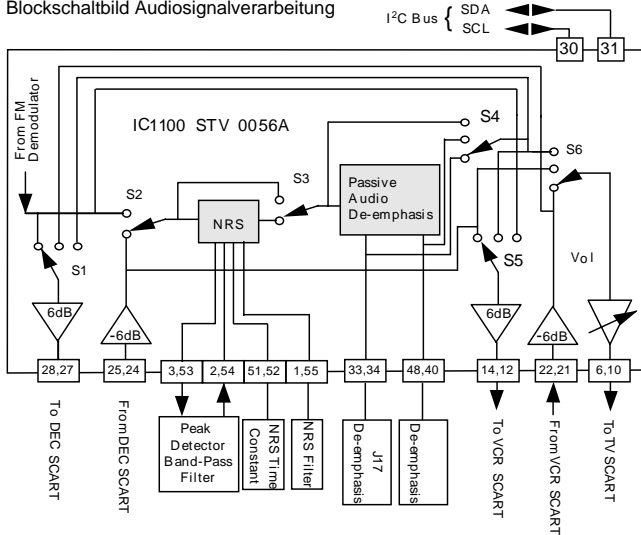 Blockschaltbild Audiosignalverarbeitung
I²C Bus { SDA
SCL
30
31
From FM
Demodulator
IC1100 STV 0056A
S4
S6
S3
S2
Passive
Audio
De-emphasis
NRS
S1
S5
Vol
6dB
-6dB
6dB
-6dB
28,27
25,24
3,53
2,54
51,52
1,55
33,34
48,40
14,12
22,21
6,10
To DEC SCART
From DEC SCART
Peak
Detector
Band-Pass
Filter
NRS Time
Constant
NRS Filter
J17
De-emphasis
De-emphasis
To VCR SCART
From VCR SCART
To TV SCART